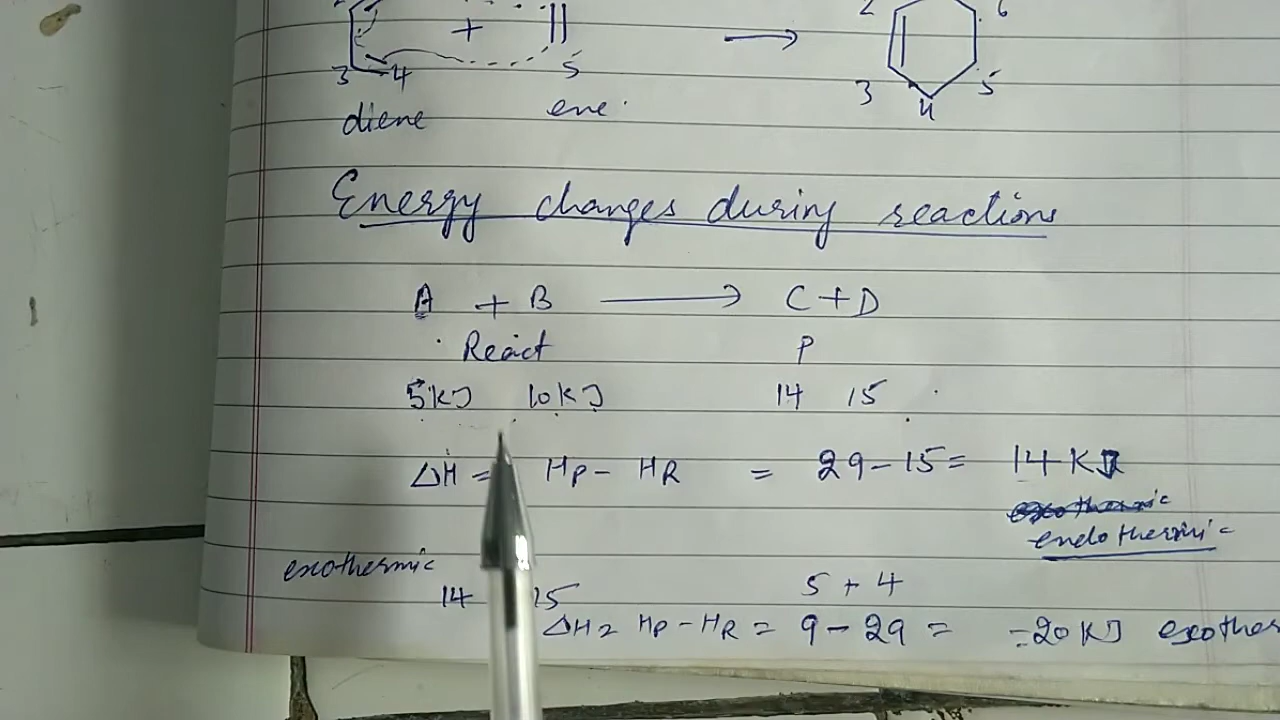 2 + 2 6
3 4 5 3 4 5
diene ene
Energy changes during reactions
A + B → C + D
React P
5KJ 10KJ 14 15
ΔH = HP - HR = 29 - 15 = 14 KJ
endothermic
exothermic
14 15 5 + 4
ΔH = HP - HR = 9 - 29 = -20 KJ exother